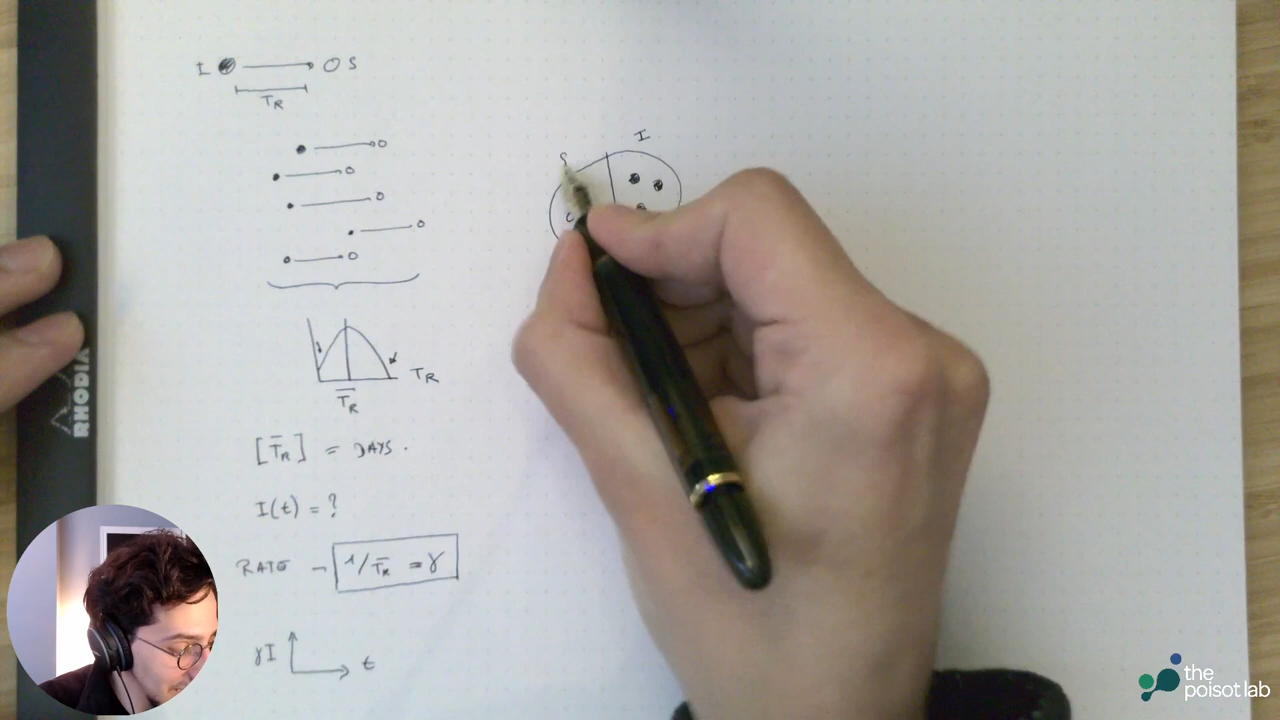 I → O S
T_R
T_R
T̄_R
[T̄_R] = DAYS.
I(t) = ?
RATE → 1/T̄_R = γ
γI
t
I
S
RHODIA
the
poisot lab